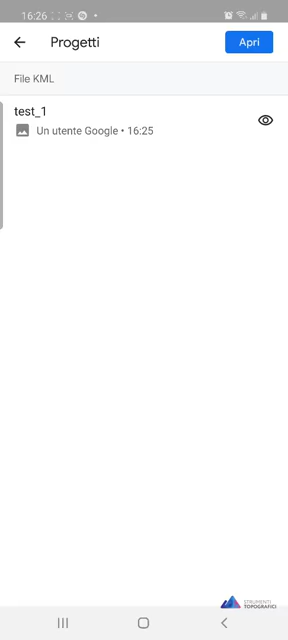 16:26
Progetti
Apri
File KML
test_1
Un utente Google • 16:25
STRUMENTI
TOPOGRAFICI